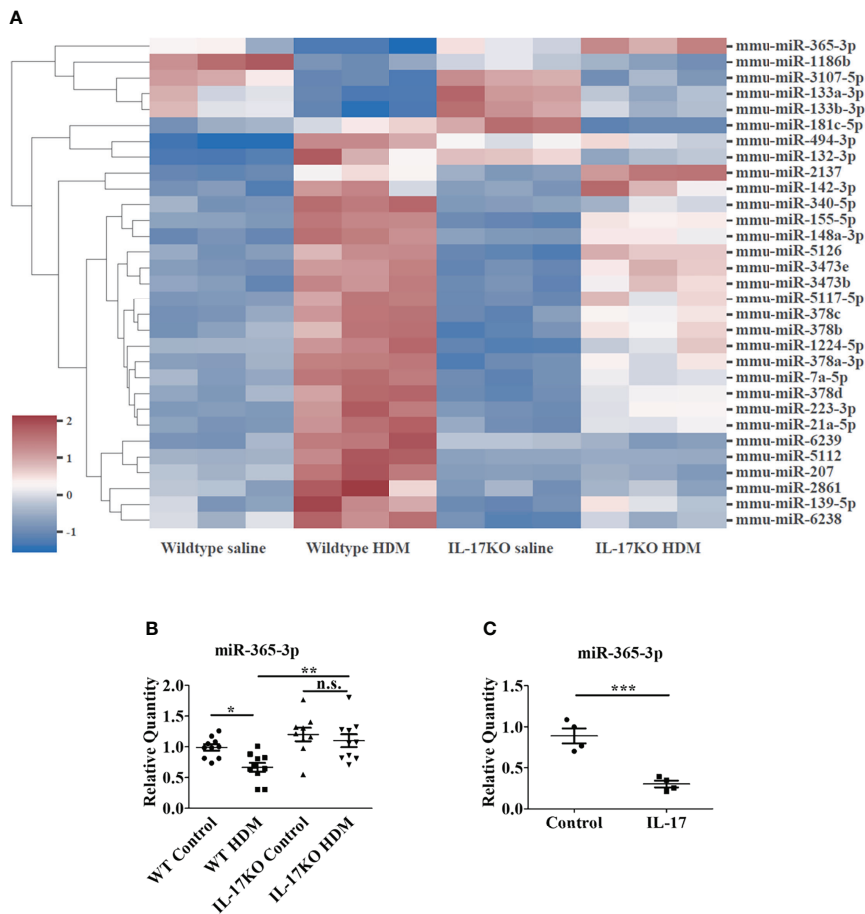 A
mmu-miR-365-3p
mmu-miR-1186b
mmu-miR-3107-5p
mmu-miR-133a-3p
mmu-miR-133b-3p
mmu-miR-181c-5p
mmu-miR-494-3p
mmu-miR-132-3p
mmu-miR-2137
mmu-miR-142-3p
mmu-miR-340-5p
mmu-miR-155-5p
mmu-miR-148a-3p
mmu-miR-5126
mmu-miR-3473e
mmu-miR-3473b
mmu-miR-5117-5p
mmu-miR-378c
mmu-miR-378b
mmu-miR-1224-5p
mmu-miR-378a-3p
mmu-miR-7a-5p
mmu-miR-378d
mmu-miR-223-3p
mmu-miR-21a-5p
mmu-miR-6239
mmu-miR-5112
mmu-miR-207
mmu-miR-2861
mmu-miR-139-5p
mmu-miR-6238
2
1
0
-1
Wildtype saline Wildtype HDM IL-17KO saline IL-17KO HDM
B
miR-365-3p
Relative Quantity
2.0
1.5
1.0
0.5
0.0
*
**
n.s.
WT Control
WT HDM
IL-17KO Control
IL-17KO HDM
C
miR-365-3p
Relative Quantity
1.5
1.0
0.5
0.0
***
Control IL-17